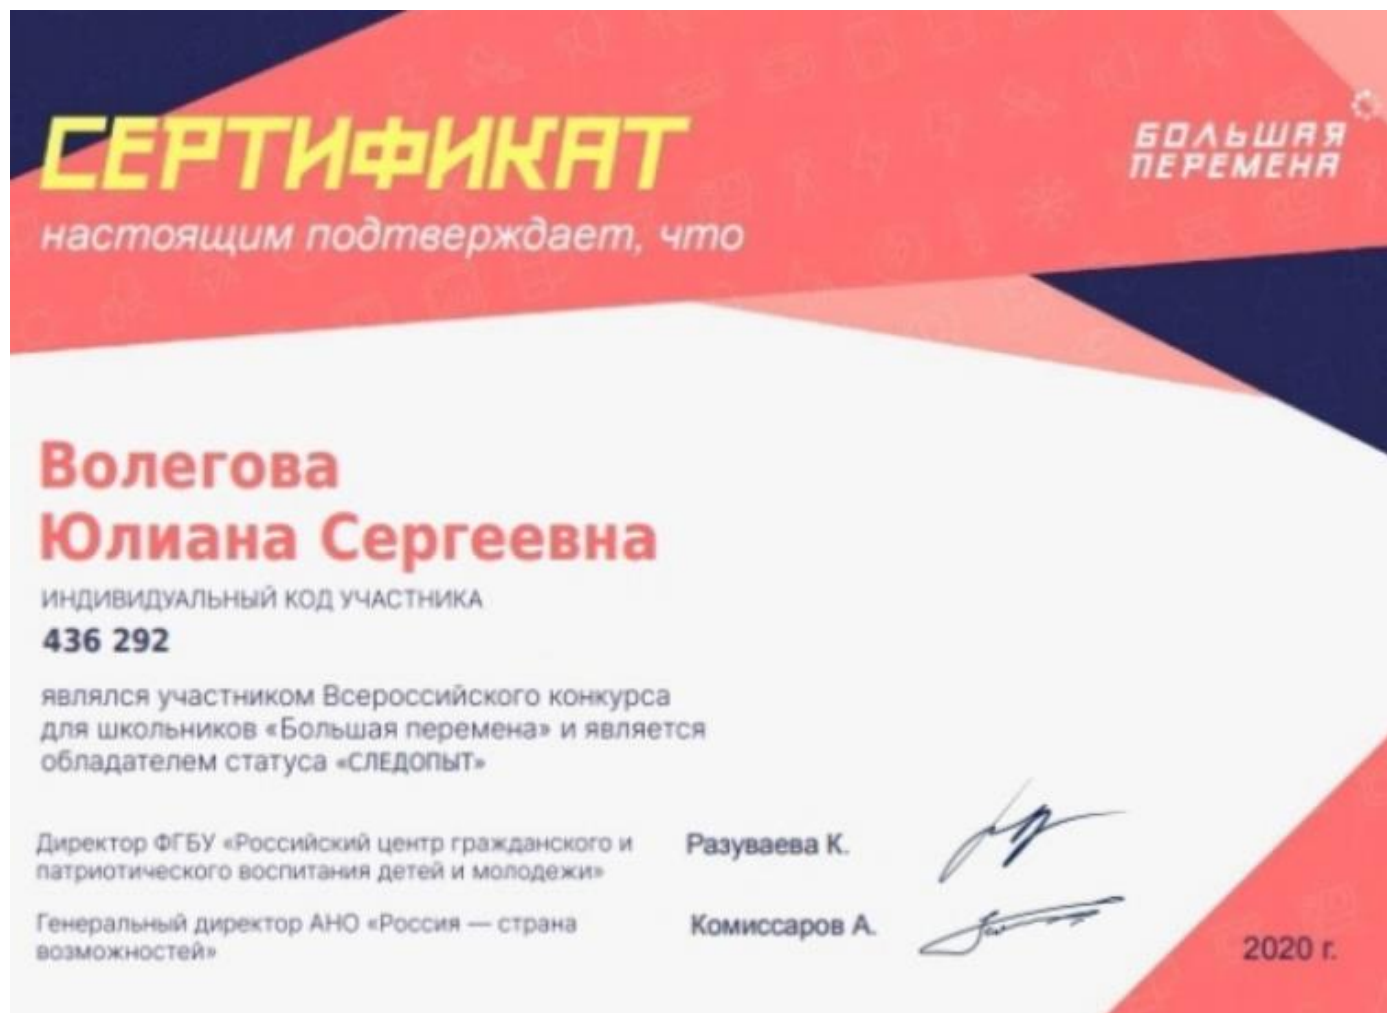 СЕРТИФИКАТ
настоящим подтверждает, что
БОЛЬШАЯ
ПЕРЕМЕНА
Волегова
Юлиана Сергеевна
ИНДИВИДУАЛЬНЫЙ КОД УЧАСТНИКА
436 292
являлся участником Всероссийского конкурса
для школьников «Большая перемена» и является
обладателем статуса «СЛЕДОПЫТ»
Директор ФГБУ «Российский центр гражданского и
патриотического воспитания детей и молодежи»
Разуваева К.
Генеральный директор АНО «Россия — страна
возможностей»
Комиссаров А.
2020 г.